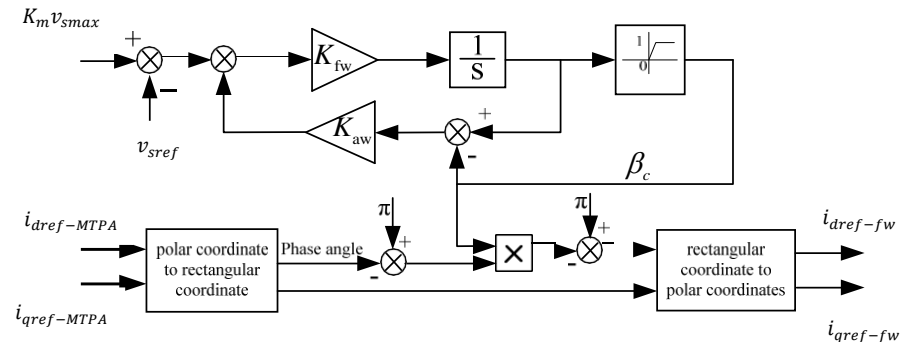 K_m v_smax
+
−
v_sref
K_fw
1
s
1
0
K_aw
+
-
β_c
i_dref−MTPA
i_qref−MTPA
polar coordinate
to rectangular
coordinate
Phase angle
π
+
-
×
π
+
-
−
rectangular
coordinate to
polar coordinates
i_dref−fw
i_qref−fw